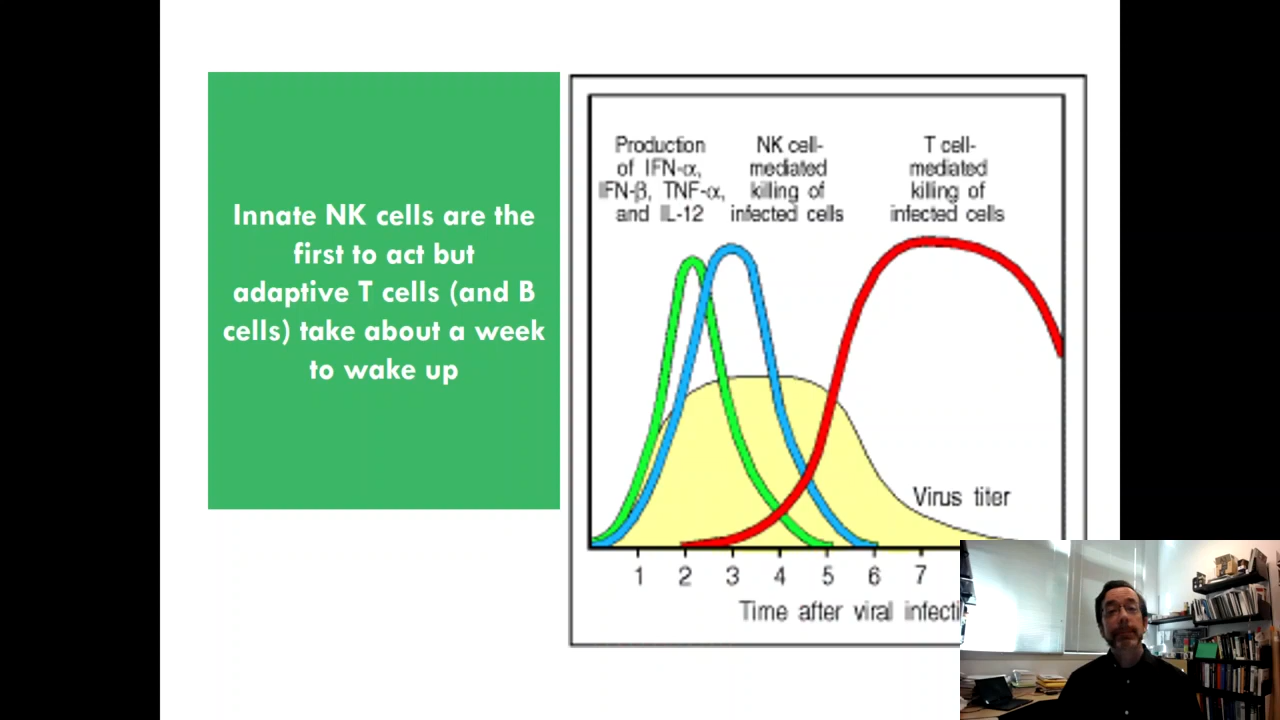 Innate NK cells are the
first to act but
adaptive T cells (and B
cells) take about a week
to wake up
Production
of IFN-α,
IFN-β, TNF-α,
and IL-12
NK cell-
mediated
killing of
infected cells
T cell-
mediated
killing of
infected cells
Virus titer
1 2 3 4 5 6 7
Time after viral